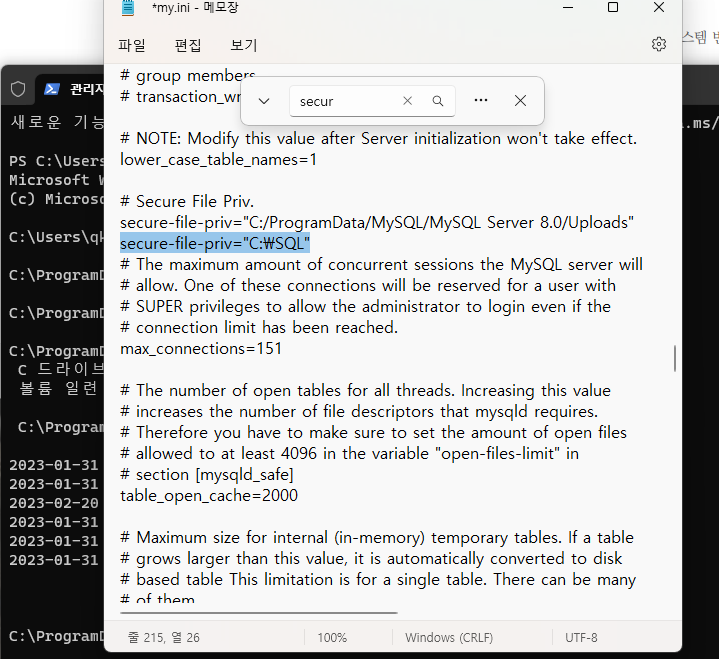 *my.ini - 메모장
파일 편집 보기
스템 변
# group members
# transaction_wr
secur
관리자
새로운 기능
.ms/
# NOTE: Modify this value after Server initialization won't take effect.
lower_case_table_names=1
PS C:\Users
Microsoft W
(c) Microso
# Secure File Priv.
secure-file-priv="C:/ProgramData/MySQL/MySQL Server 8.0/Uploads"
secure-file-priv="C:₩SQL"
# The maximum amount of concurrent sessions the MySQL server will
# allow. One of these connections will be reserved for a user with
# SUPER privileges to allow the administrator to login even if the
# connection limit has been reached.
max_connections=151
C:\Users\qk
C:\ProgramD
C:\ProgramD
C:\ProgramD
C 드라이브
볼륨 일련
C:\Program
# The number of open tables for all threads. Increasing this value
# increases the number of file descriptors that mysqld requires.
# Therefore you have to make sure to set the amount of open files
# allowed to at least 4096 in the variable "open-files-limit" in
# section [mysqld_safe]
table_open_cache=2000
2023-01-31
2023-01-31
2023-02-20
2023-01-31
2023-01-31
2023-01-31
# Maximum size for internal (in-memory) temporary tables. If a table
# grows larger than this value, it is automatically converted to disk
# based table This limitation is for a single table. There can be many
# of them.
C:\ProgramD
줄 215, 열 26 100% Windows (CRLF) UTF-8